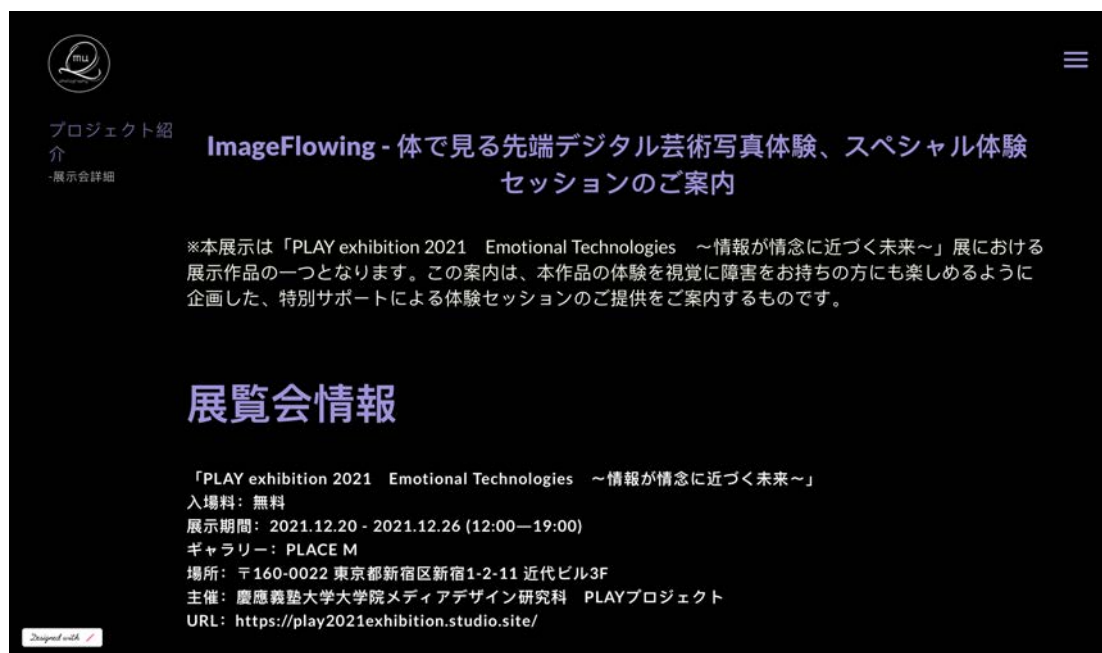 mu
photography
プロジェクト紹
介
-展示会詳細
ImageFlowing - 体で見る先端デジタル芸術写真体験、スペシャル体験
セッションのご案内
※本展示は「PLAY exhibition 2021　Emotional Technologies　～情報が情念に近づく未来～」展における
展示作品の一つとなります。この案内は、本作品の体験を視覚に障害をお持ちの方にも楽しめるように
企画した、特別サポートによる体験セッションのご提供をご案内するものです。
展覧会情報
「PLAY exhibition 2021　Emotional Technologies　～情報が情念に近づく未来～」
入場料：無料
展示期間：2021.12.20 - 2021.12.26 (12:00—19:00)
ギャラリー：PLACE M
場所：〒160-0022 東京都新宿区新宿1-2-11 近代ビル3F
主催：慶應義塾大学大学院メディアデザイン研究科　PLAYプロジェクト
URL：https://play2021exhibition.studio.site/
Designed with